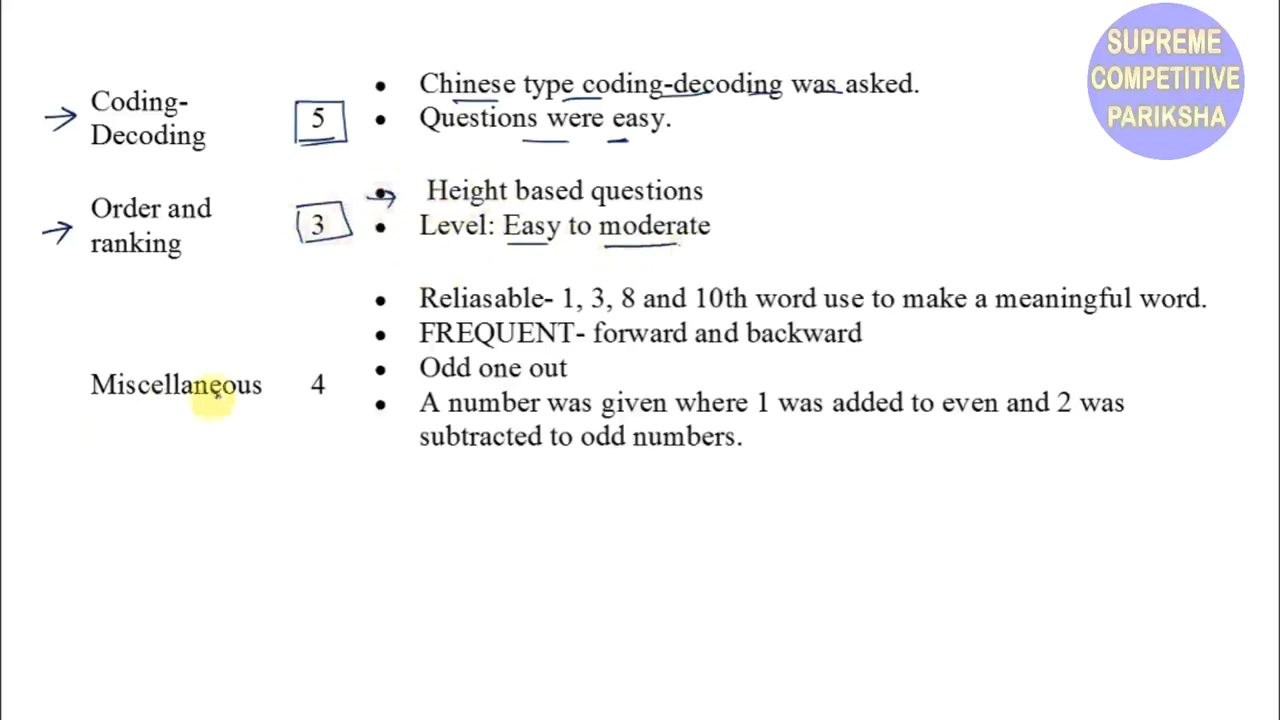 SUPREME
COMPETITIVE
PARIKSHA
Coding-
Decoding
5
• Chinese type coding-decoding was asked.
• Questions were easy.
Order and
ranking
3
• Height based questions
• Level: Easy to moderate
Miscellaneous
4
• Reliasable- 1, 3, 8 and 10th word use to make a meaningful word.
• FREQUENT- forward and backward
• Odd one out
• A number was given where 1 was added to even and 2 was
subtracted to odd numbers.